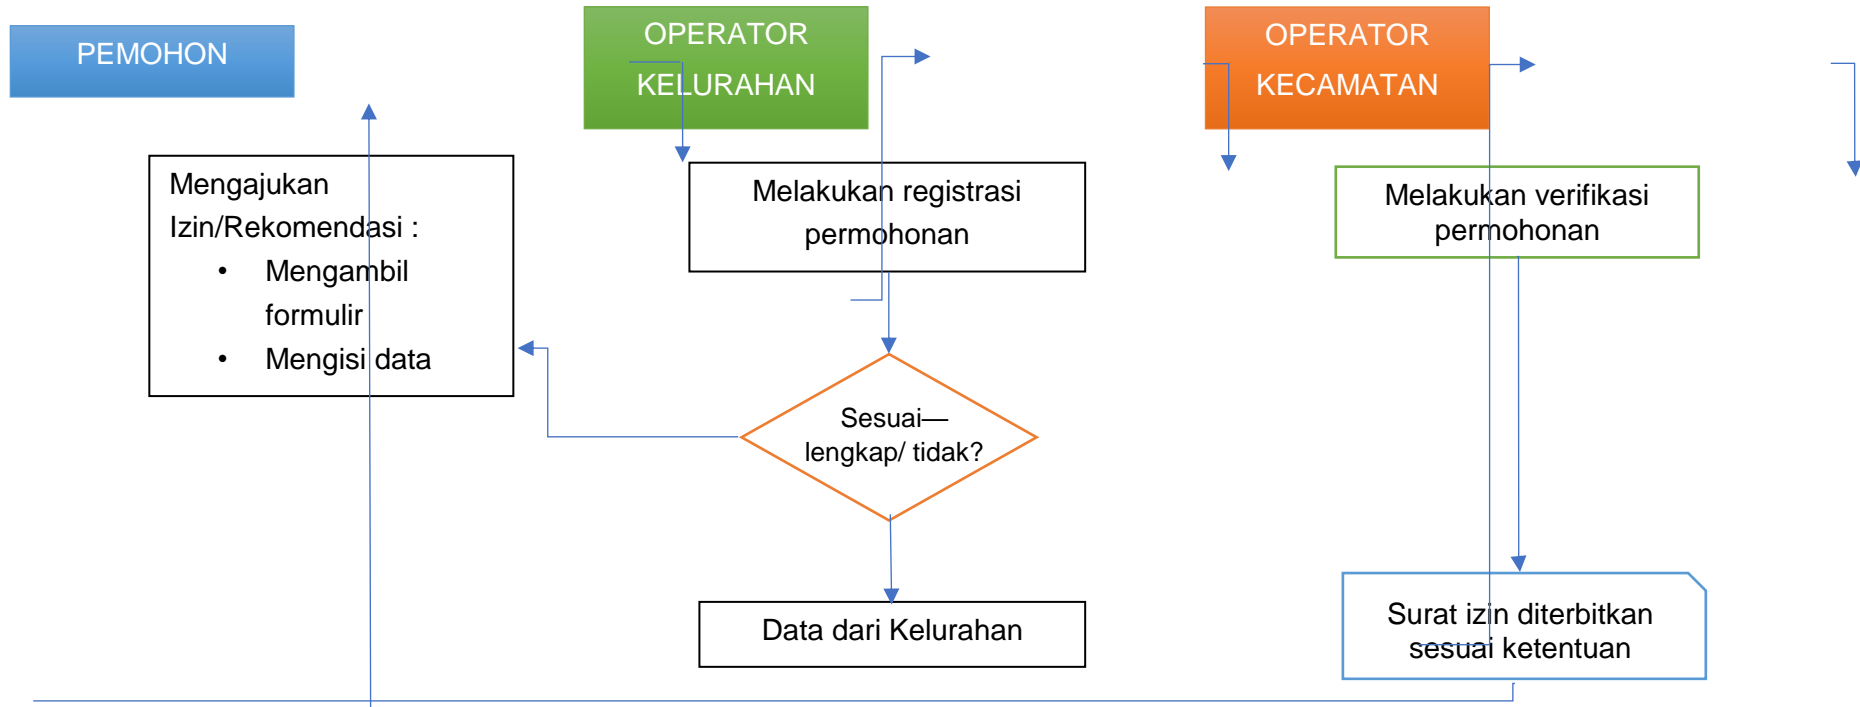 PEMOHON
OPERATOR
KELURAHAN
OPERATOR
KECAMATAN
Mengajukan
Izin/Rekomendasi :
• Mengambil
formulir
• Mengisi data
Melakukan registrasi
permohonan
Sesuai—
lengkap/ tidak?
Data dari Kelurahan
Melakukan verifikasi
permohonan
Surat izin diterbitkan
sesuai ketentuan